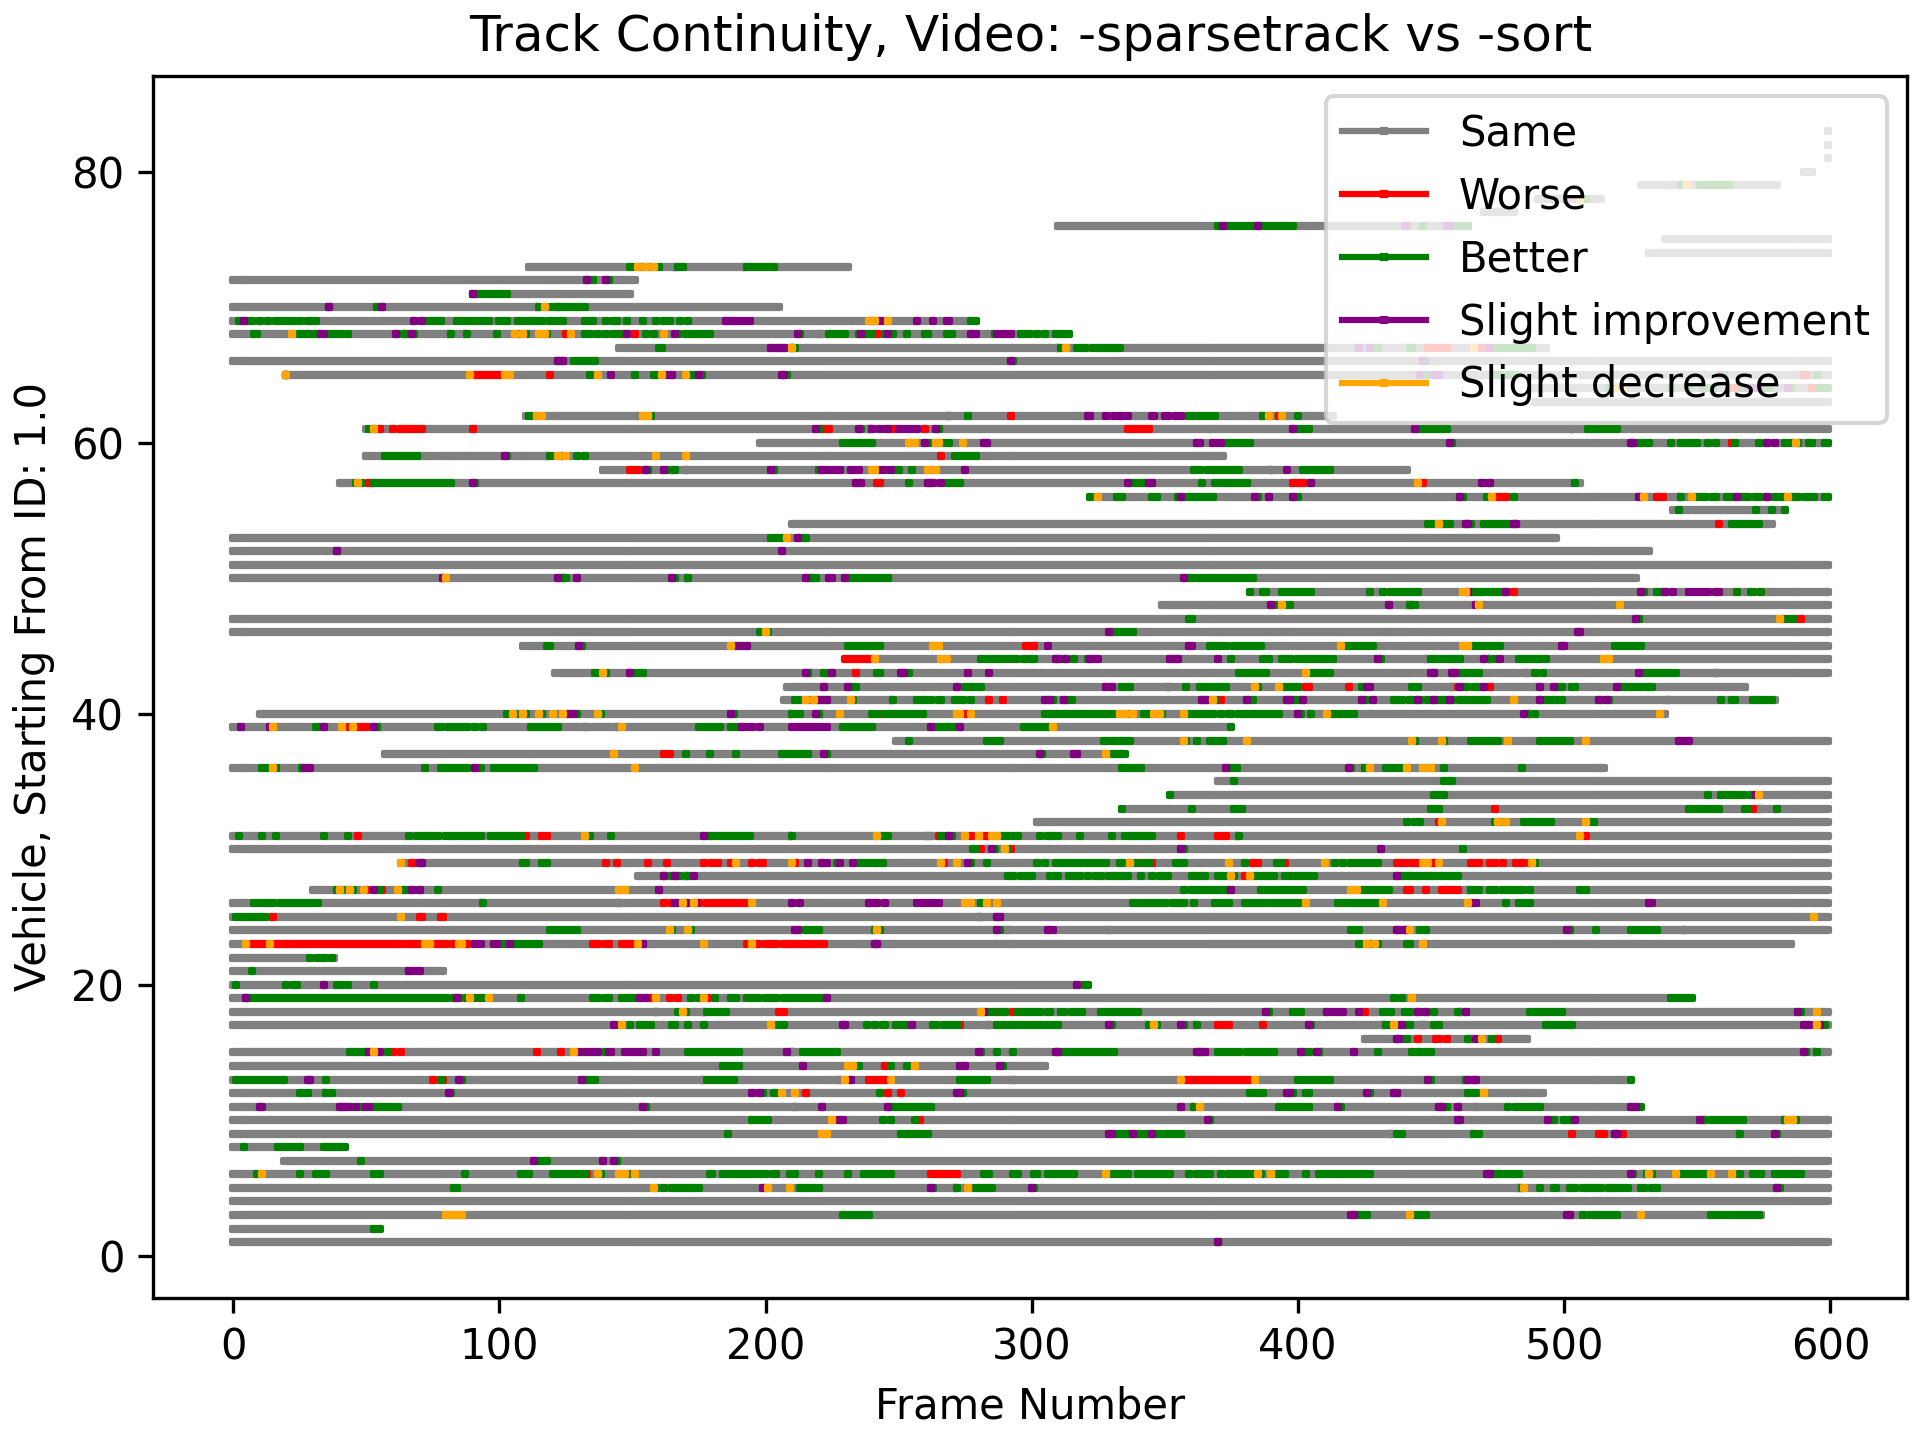 Track Continuity, Video: -sparsetrack vs -sort
Same
Worse
Better
Slight improvement
Slight decrease
80
60
40
20
0
Vehicle, Starting From ID: 1.0
0 100 200 300 400 500 600
Frame Number